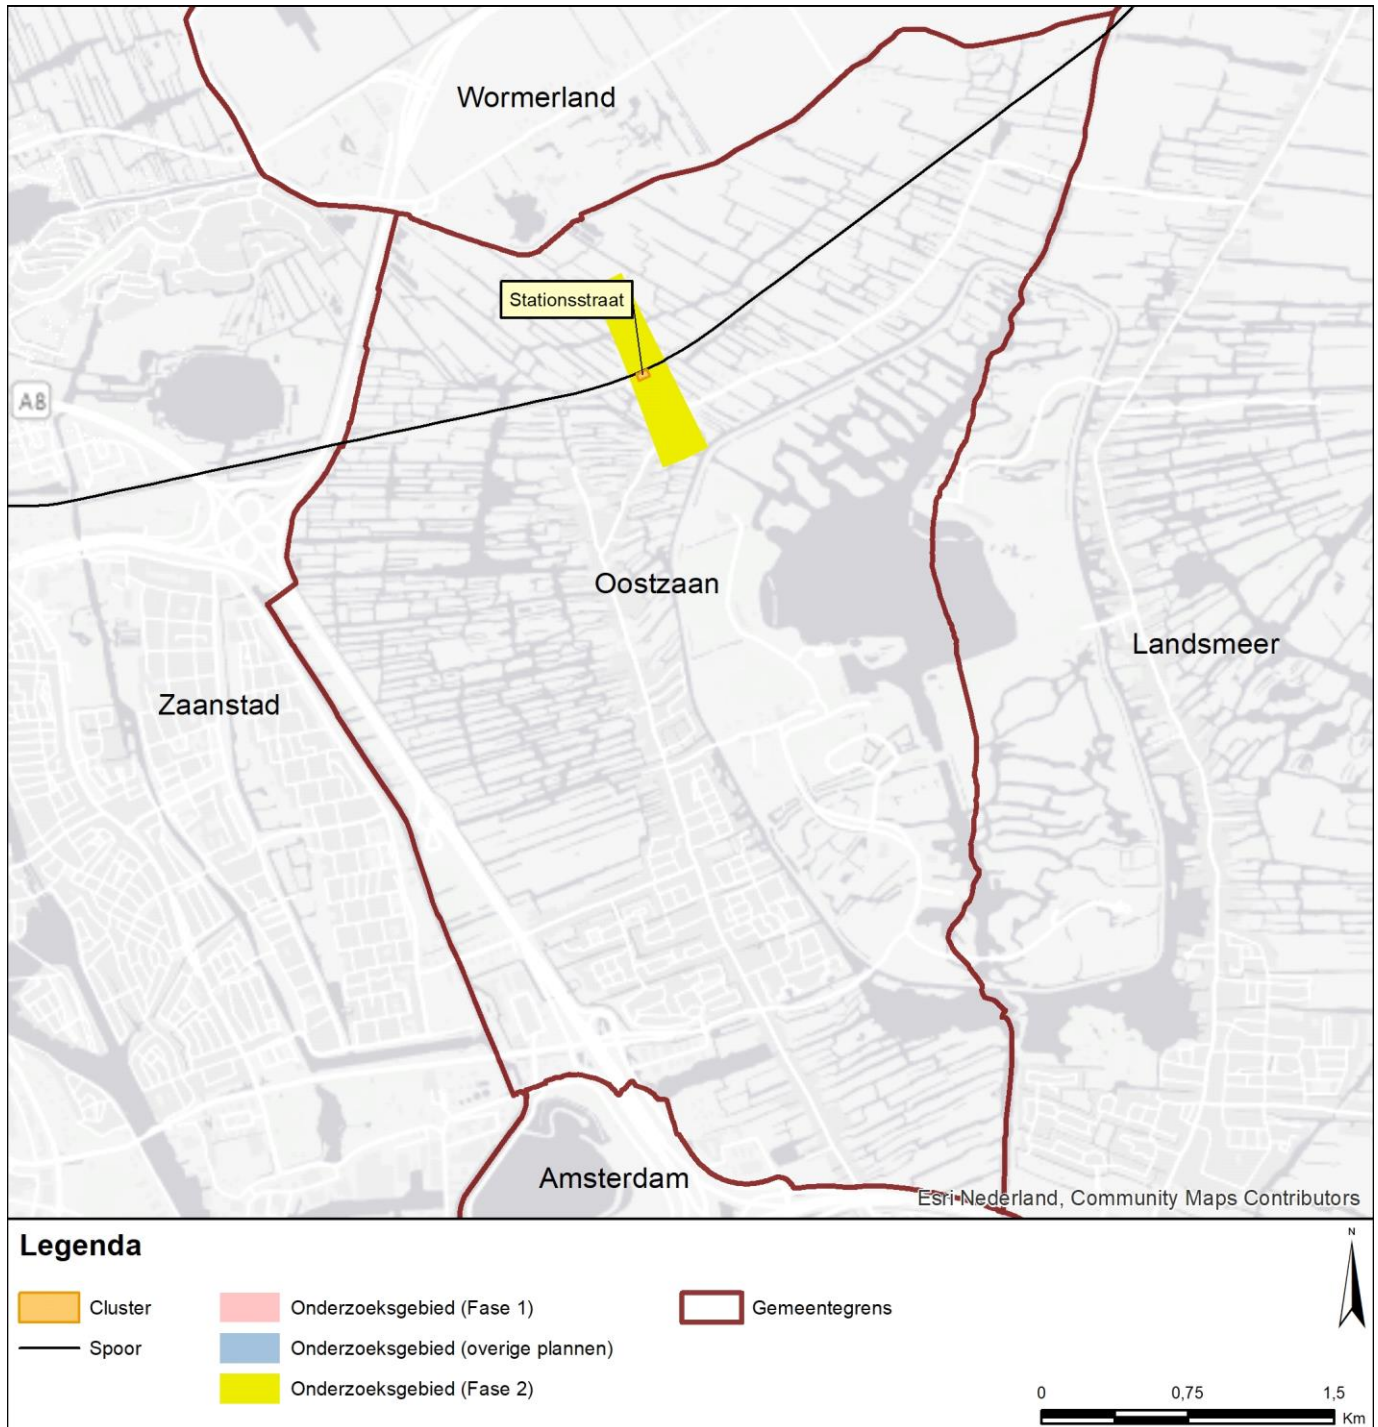 Wormerland
Stationsstraat
A8
Oostzaan
Landsmeer
Zaanstad
Amsterdam
Esri Nederland, Community Maps Contributors
Legenda
N
Cluster
Onderzoeksgebied (Fase 1)
Gemeentegrens
Spoor
Onderzoeksgebied (overige plannen)
Onderzoeksgebied (Fase 2)
0 0,75 1,5
Km